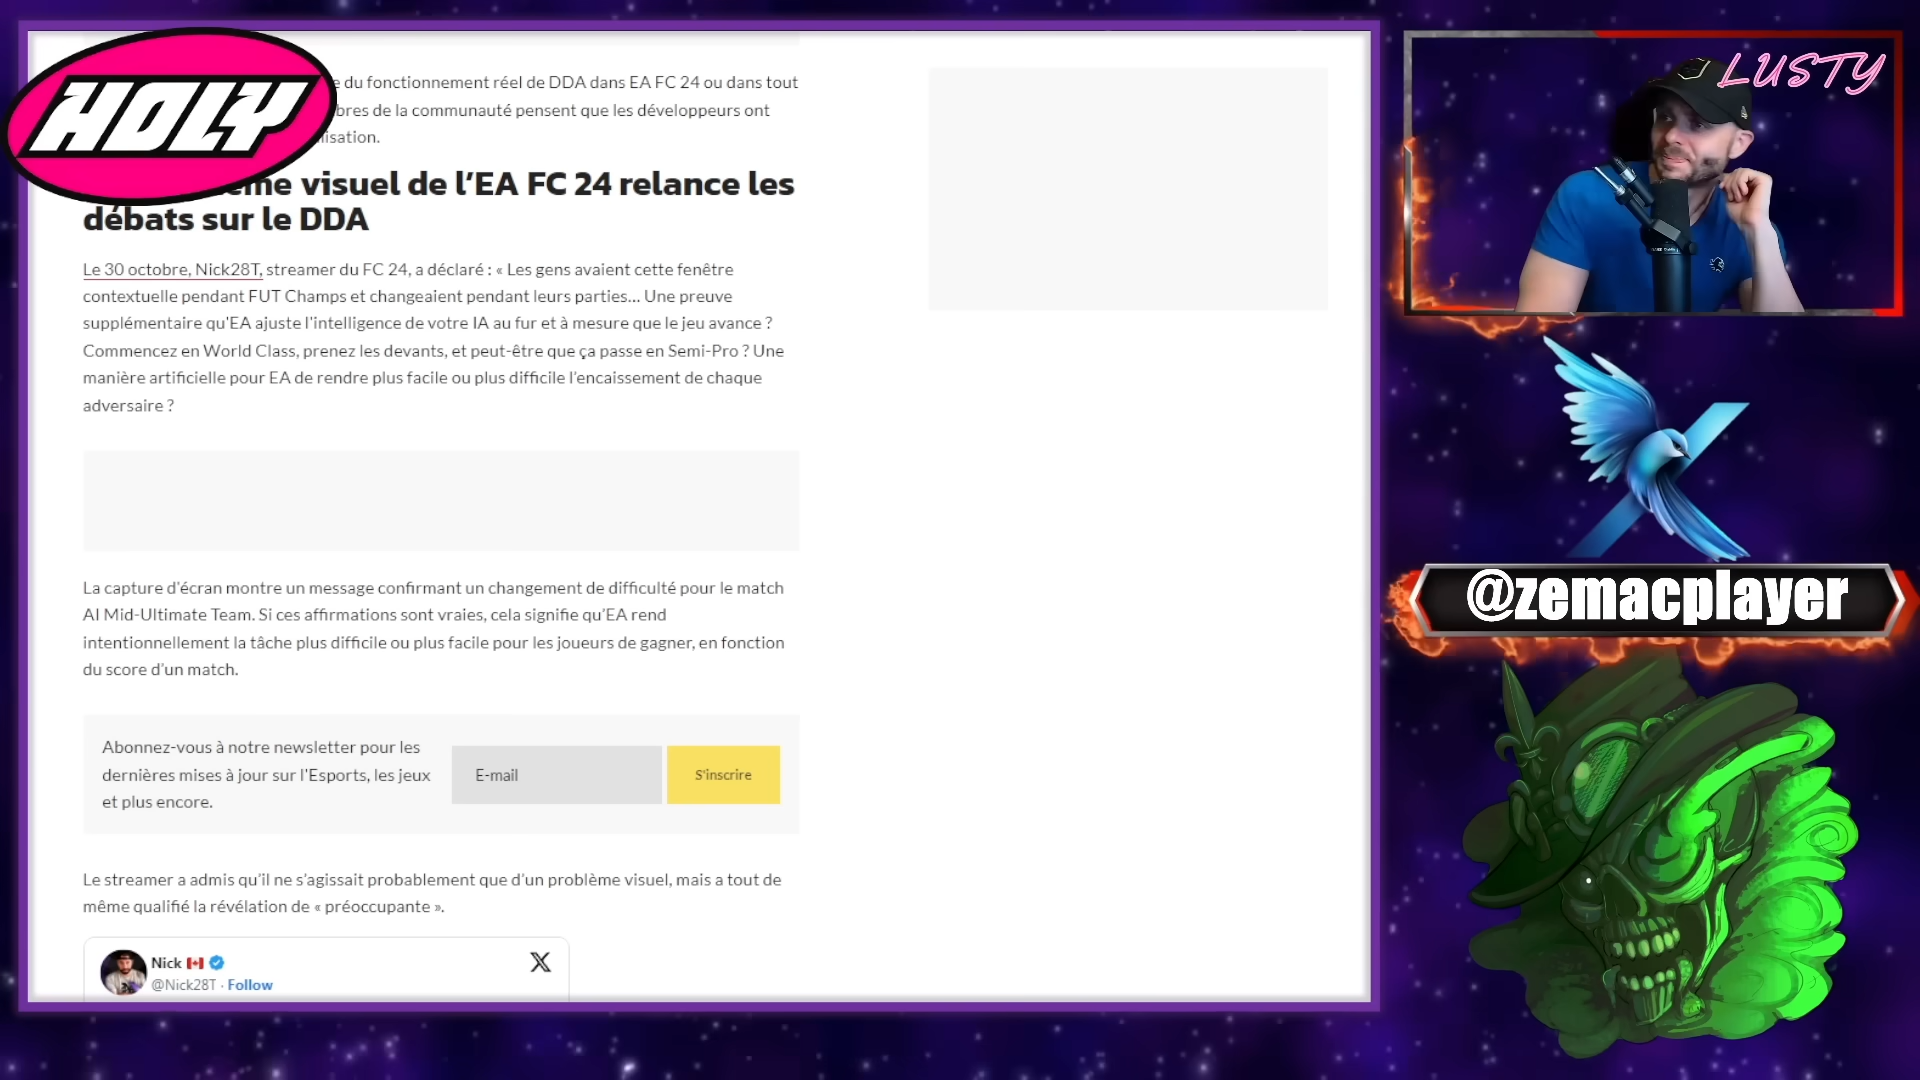 HOLY
e du fonctionnement réel de DDA dans EA FC 24 ou dans tout
bres de la communauté pensent que les développeurs ont
lisation.
ème visuel de l’EA FC 24 relance les
débats sur le DDA
Le 30 octobre, Nick28T, streamer du FC 24, a déclaré : « Les gens avaient cette fenêtre
contextuelle pendant FUT Champs et changeaient pendant leurs parties… Une preuve
supplémentaire qu'EA ajuste l'intelligence de votre IA au fur et à mesure que le jeu avance ?
Commencez en World Class, prenez les devants, et peut-être que ça passe en Semi-Pro ? Une
manière artificielle pour EA de rendre plus facile ou plus difficile l’encaissement de chaque
adversaire ?
La capture d’écran montre un message confirmant un changement de difficulté pour le match
AI Mid-Ultimate Team. Si ces affirmations sont vraies, cela signifie qu’EA rend
intentionnellement la tâche plus difficile ou plus facile pour les joueurs de gagner, en fonction
du score d’un match.
Abonnez-vous à notre newsletter pour les
dernières mises à jour sur l'Esports, les jeux
et plus encore.
E-mail
S'inscrire
Le streamer a admis qu’il ne s’agissait probablement que d’un problème visuel, mais a tout de
même qualifié la révélation de « préoccupante ».
Nick
@Nick28T · Follow
LUSTY
@zemacplayer